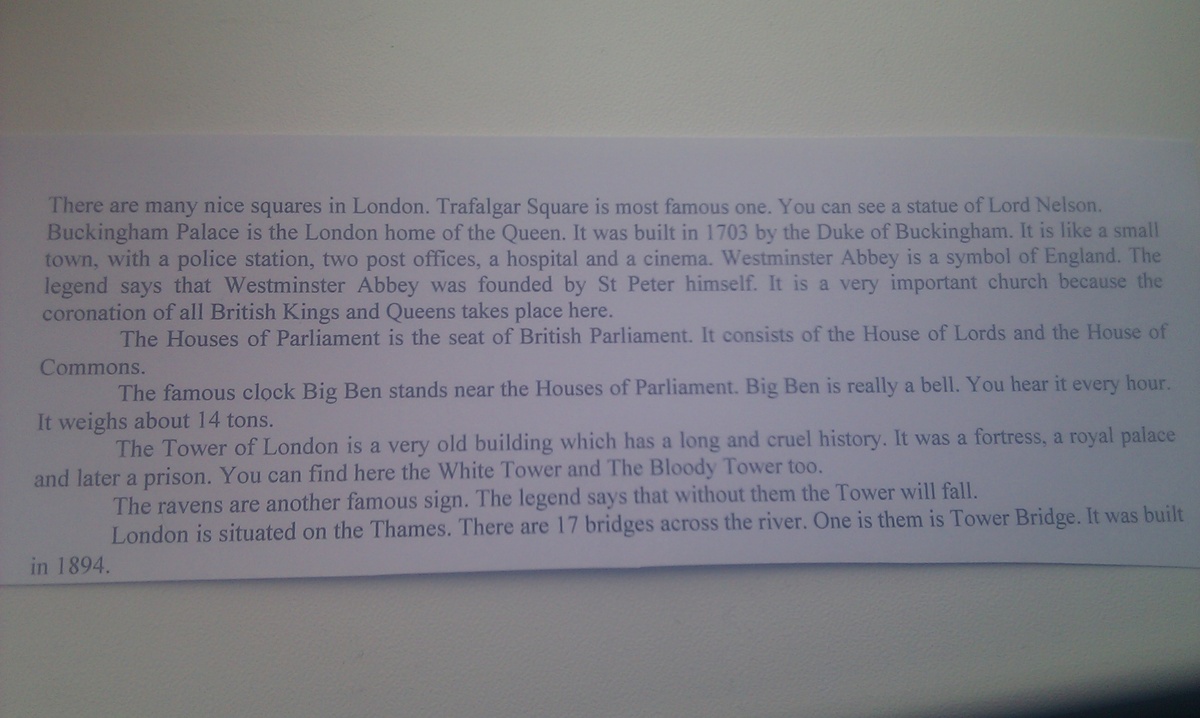 There are many nice squares in London. Trafalgar Square is most famous one. You can see a statue of Lord Nelson.
Buckingham Palace is the London home of the Queen. It was built in 1703 by the Duke of Buckingham. It is like a small
town, with a police station, two post offices, a hospital and a cinema. Westminster Abbey is a symbol of England. The
legend says that Westminster Abbey was founded by St Peter himself. It is a very important church because the
coronation of all British Kings and Queens takes place here.
The Houses of Parliament is the seat of British Parliament. It consists of the House of Lords and the House of
Commons.
The famous clock Big Ben stands near the Houses of Parliament. Big Ben is really a bell. You hear it every hour.
It weighs about 14 tons.
The Tower of London is a very old building which has a long and cruel history. It was a fortress, a royal palace
and later a prison. You can find here the White Tower and The Bloody Tower too.
The ravens are another famous sign. The legend says that without them the Tower will fall.
London is situated on the Thames. There are 17 bridges across the river. One is them is Tower Bridge. It was built
in 1894.